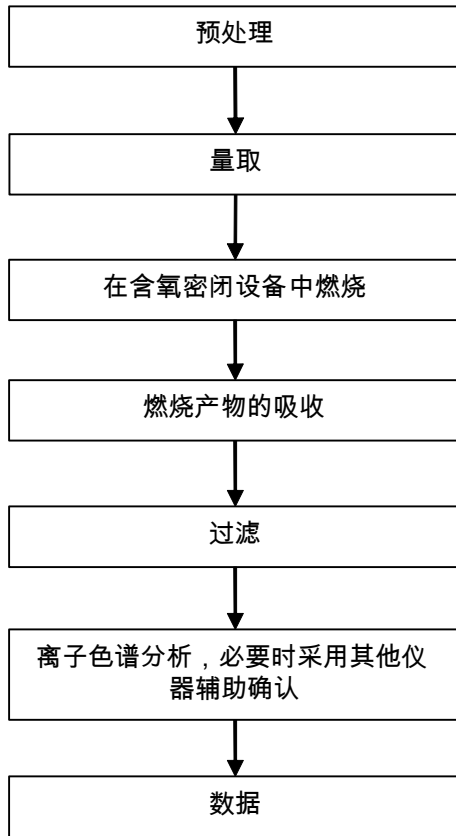 预处理
量取
在含氧密闭设备中燃烧
燃烧产物的吸收
过滤
离子色谱分析，必要时采用其他仪
器辅助确认
数据